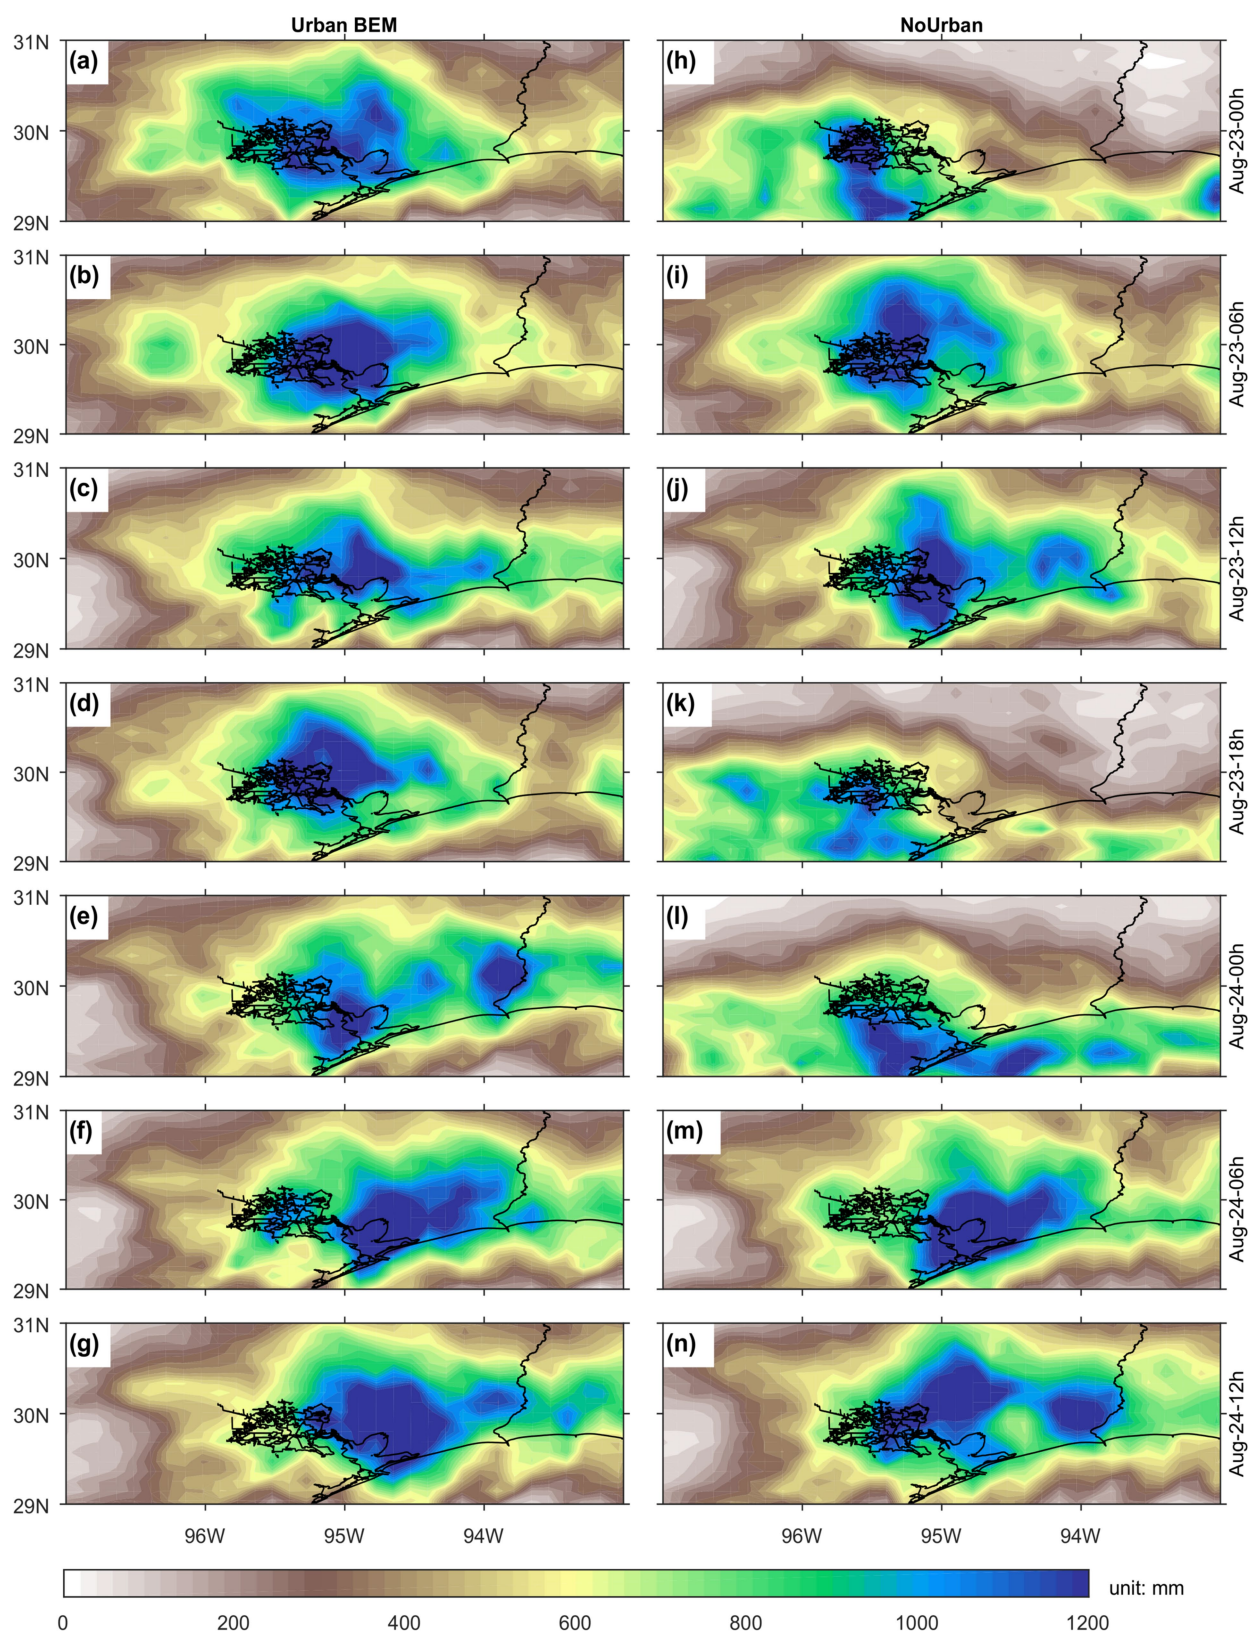 Urban BEM NoUrban
31N (a) (h)
30N Aug-23-00h
29N
31N (b) (i)
30N Aug-23-06h
29N
31N (c) (j)
30N Aug-23-12h
29N
31N (d) (k)
30N Aug-23-18h
29N
31N (e) (l)
30N Aug-24-00h
29N
31N (f) (m)
30N Aug-24-06h
29N
31N (g) (n)
30N Aug-24-12h
29N
96W 95W 94W 96W 95W 94W
unit: mm
0 200 400 600 800 1000 1200